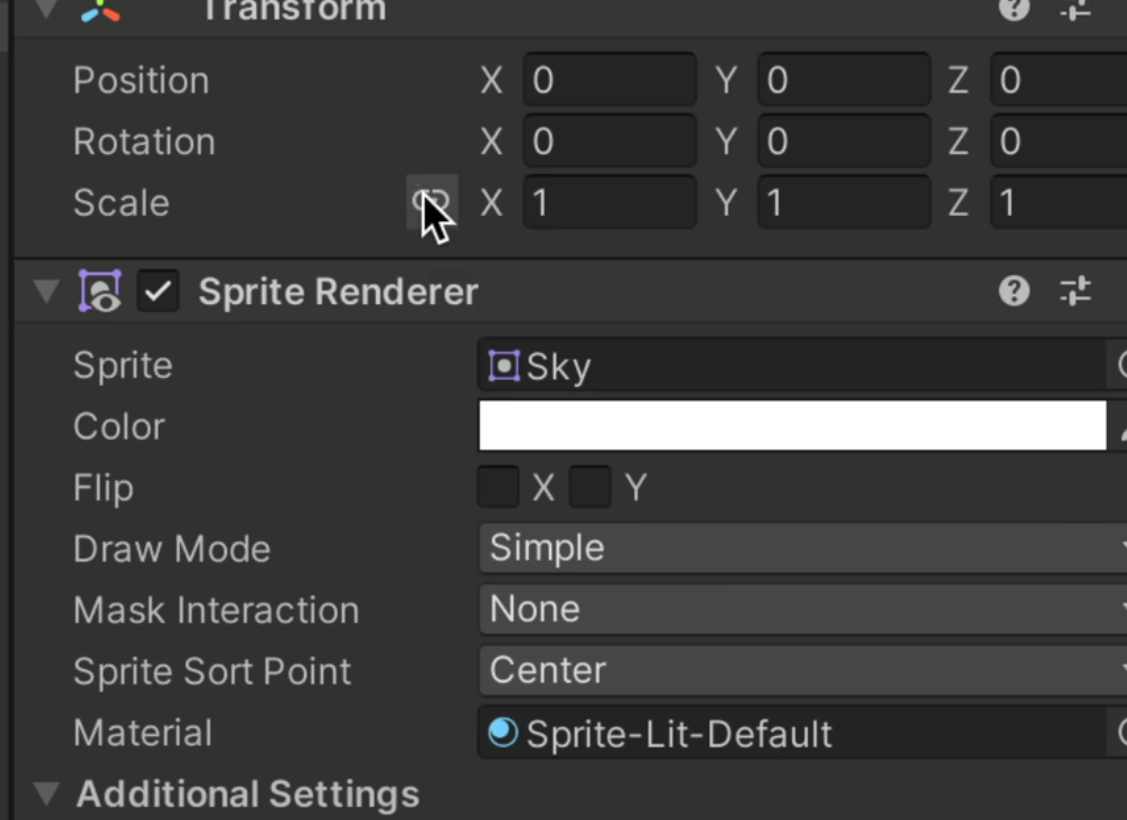 Transform
Position X 0 Y 0 Z 0
Rotation X 0 Y 0 Z 0
Scale X 1 Y 1 Z 1
Sprite Renderer
Sprite Sky
Color
Flip X Y
Draw Mode Simple
Mask Interaction None
Sprite Sort Point Center
Material Sprite-Lit-Default
Additional Settings